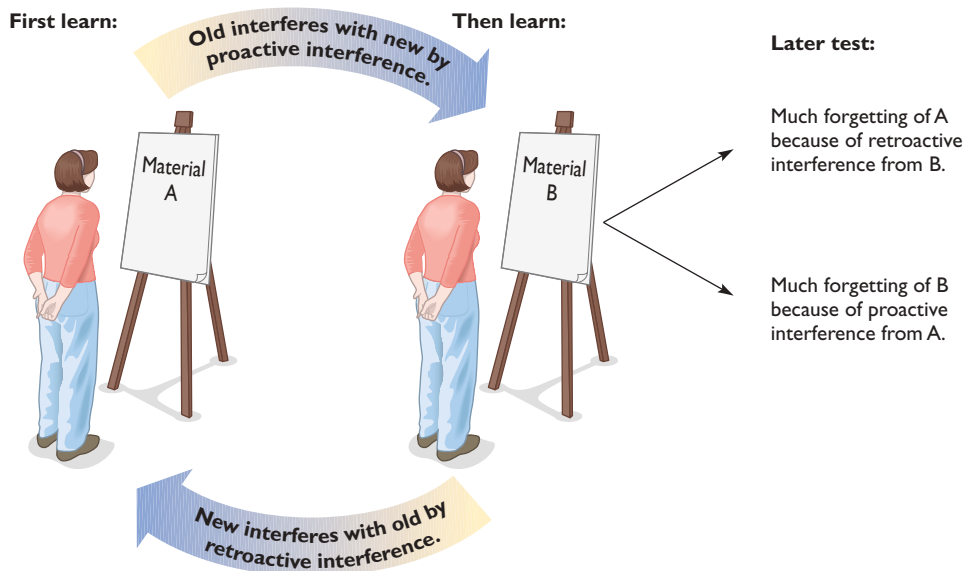 First learn:
Old interferes with new by
proactive interference.
Then learn:
Later test:
Material
A
Material
B
Much forgetting of A
because of retroactive
interference from B.
Much forgetting of B
because of proactive
interference from A.
New interferes with old by
retroactive interference.